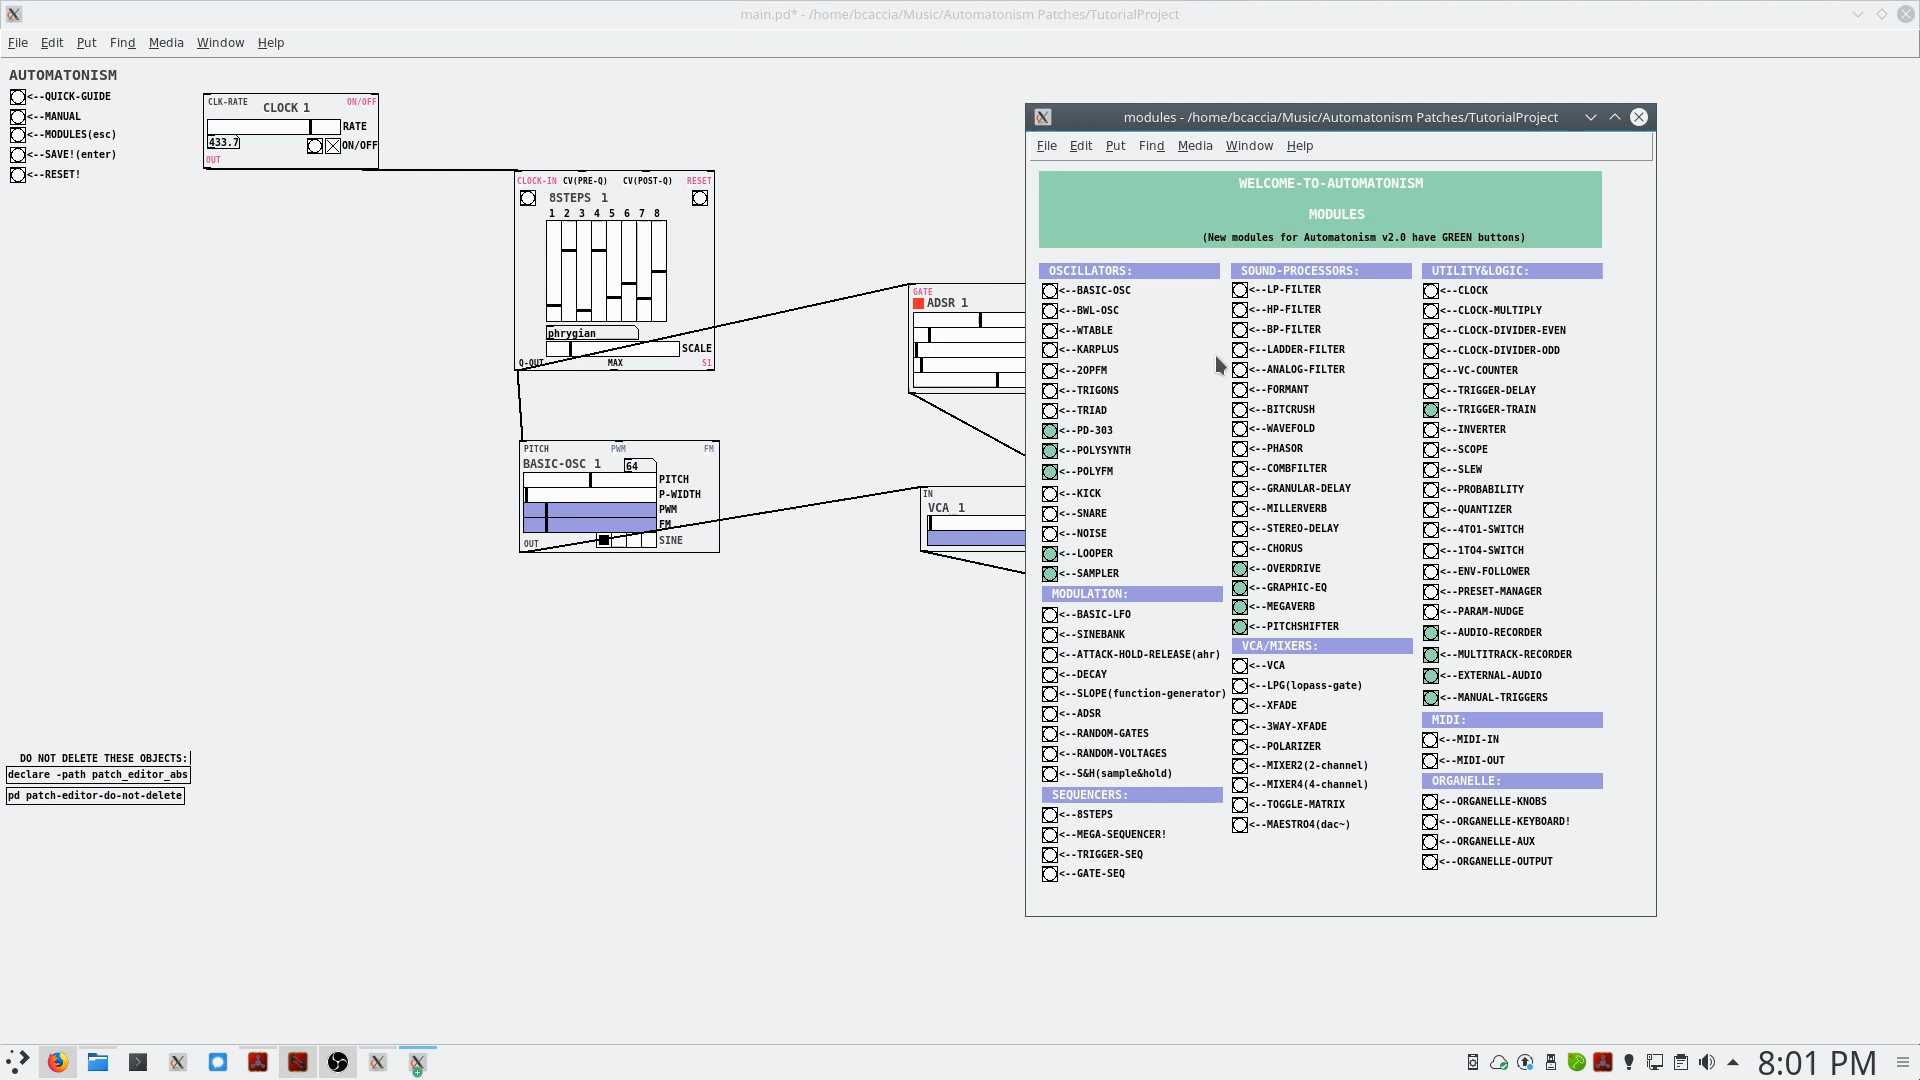 main.pd* - /home/bcaccia/Music/Automatonism Patches/TutorialProject
File Edit Put Find Media Window Help
AUTOMATONISM
<--QUICK-GUIDE
<--MANUAL
<--MODULES(esc)
<--SAVE!(enter)
<--RESET!
CLK-RATE ON/OFF
CLOCK 1
RATE
433.7 ON/OFF
OUT
CLOCK-IN CV(PRE-Q) CV(POST-Q) RESET
8STEPS 1
1 2 3 4 5 6 7 8
phrygian
SCALE
Q-OUT MAX S1
PITCH PWM FM
BASIC-OSC 1 64
PITCH
P-WIDTH
PWM
FM
OUT SINE
GATE
ADSR 1
IN
VCA 1
DO NOT DELETE THESE OBJECTS:
declare -path patch_editor_abs
pd patch-editor-do-not-delete
modules - /home/bcaccia/Music/Automatonism Patches/TutorialProject
File Edit Put Find Media Window Help
WELCOME-TO-AUTOMATONISM
MODULES
(New modules for Automatonism v2.0 have GREEN buttons)
OSCILLATORS:
<--BASIC-OSC
<--BWL-OSC
<--WTABLE
<--KARPLUS
<--2OPFM
<--TRIGONS
<--TRIAD
<--PD-303
<--POLYSYNTH
<--POLYFM
<--KICK
<--SNARE
<--NOISE
<--LOOPER
<--SAMPLER
MODULATION:
<--BASIC-LFO
<--SINEBANK
<--ATTACK-HOLD-RELEASE(ahr)
<--DECAY
<--SLOPE(function-generator)
<--ADSR
<--RANDOM-GATES
<--RANDOM-VOLTAGES
<--S&H(sample&hold)
SEQUENCERS:
<--8STEPS
<--MEGA-SEQUENCER!
<--TRIGGER-SEQ
<--GATE-SEQ
SOUND-PROCESSORS:
<--LP-FILTER
<--HP-FILTER
<--BP-FILTER
<--LADDER-FILTER
<--ANALOG-FILTER
<--FORMANT
<--BITCRUSH
<--WAVEFOLD
<--PHASOR
<--COMBFILTER
<--GRANULAR-DELAY
<--MILLERVERB
<--STEREO-DELAY
<--CHORUS
<--OVERDRIVE
<--GRAPHIC-EQ
<--MEGAVERB
<--PITCHSHIFTER
VCA/MIXERS:
<--VCA
<--LPG(lopass-gate)
<--XFADE
<--3WAY-XFADE
<--POLARIZER
<--MIXER2(2-channel)
<--MIXER4(4-channel)
<--TOGGLE-MATRIX
<--MAESTRO4(dac~)
UTILITY&LOGIC:
<--CLOCK
<--CLOCK-MULTIPLY
<--CLOCK-DIVIDER-EVEN
<--CLOCK-DIVIDER-ODD
<--VC-COUNTER
<--TRIGGER-DELAY
<--TRIGGER-TRAIN
<--INVERTER
<--SCOPE
<--SLEW
<--PROBABILITY
<--QUANTIZER
<--4TO1-SWITCH
<--1TO4-SWITCH
<--ENV-FOLLOWER
<--PRESET-MANAGER
<--PARAM-NUDGE
<--AUDIO-RECORDER
<--MULTITRACK-RECORDER
<--EXTERNAL-AUDIO
<--MANUAL-TRIGGERS
MIDI:
<--MIDI-IN
<--MIDI-OUT
ORGANELLE:
<--ORGANELLE-KNOBS
<--ORGANELLE-KEYBOARD!
<--ORGANELLE-AUX
<--ORGANELLE-OUTPUT
8:01 PM